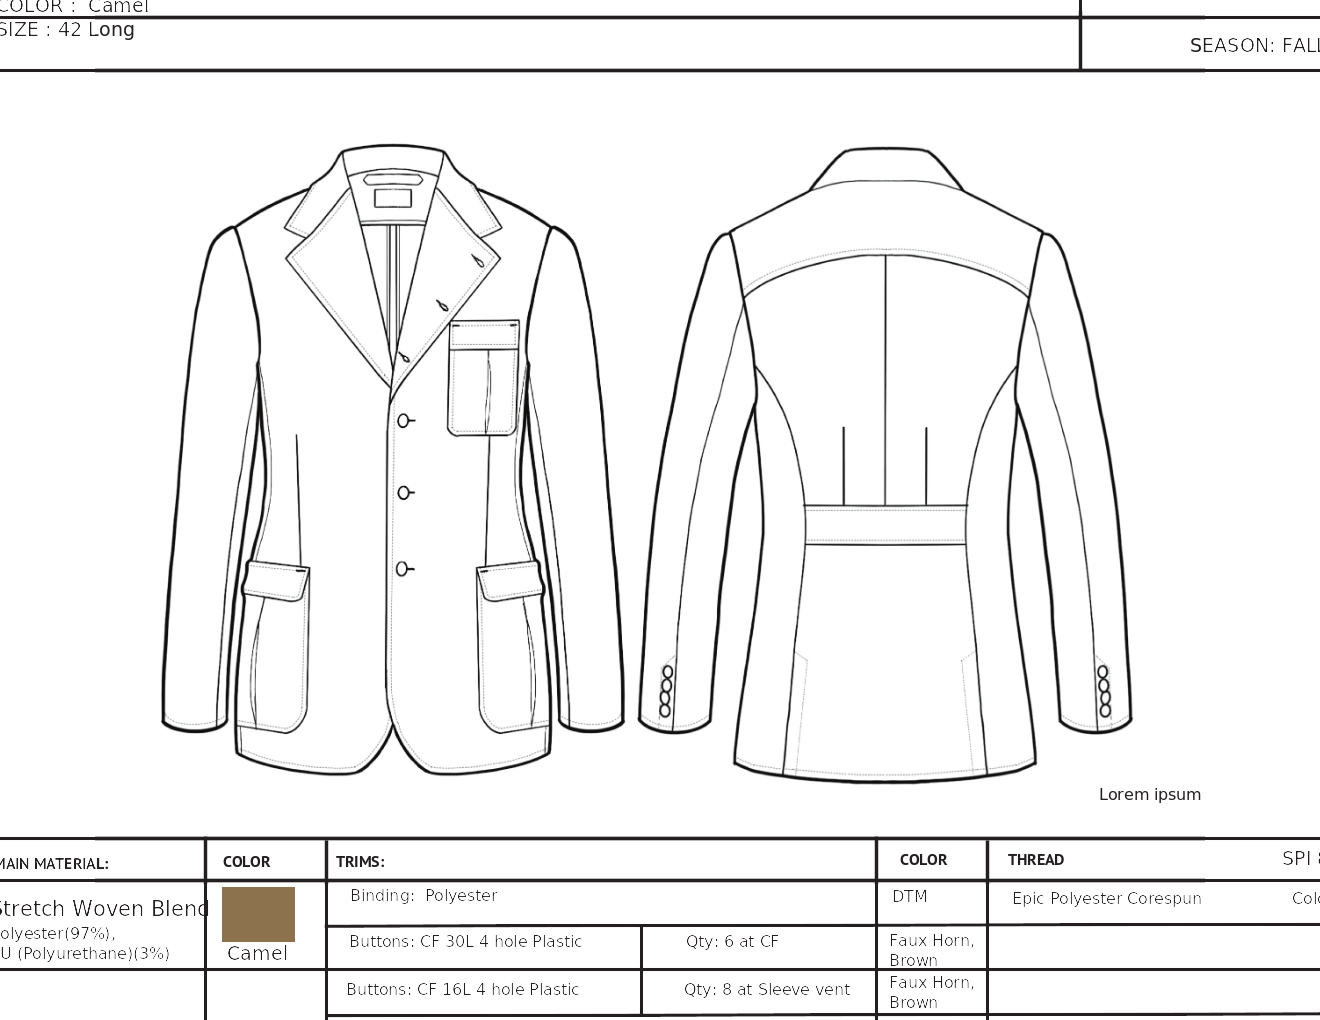 COLOR : Camel
SIZE : 42 Long
SEASON: FALL
Lorem ipsum
MAIN MATERIAL:
COLOR
TRIMS:
COLOR
THREAD
SPI
Stretch Woven Blend
olyester(97%),
U (Polyurethane)(3%)
Camel
Binding: Polyester
DTM
Epic Polyester Corespun
Colo
Buttons: CF 30L 4 hole Plastic
Qty: 6 at CF
Faux Horn,
Brown
Buttons: CF 16L 4 hole Plastic
Qty: 8 at Sleeve vent
Faux Horn,
Brown